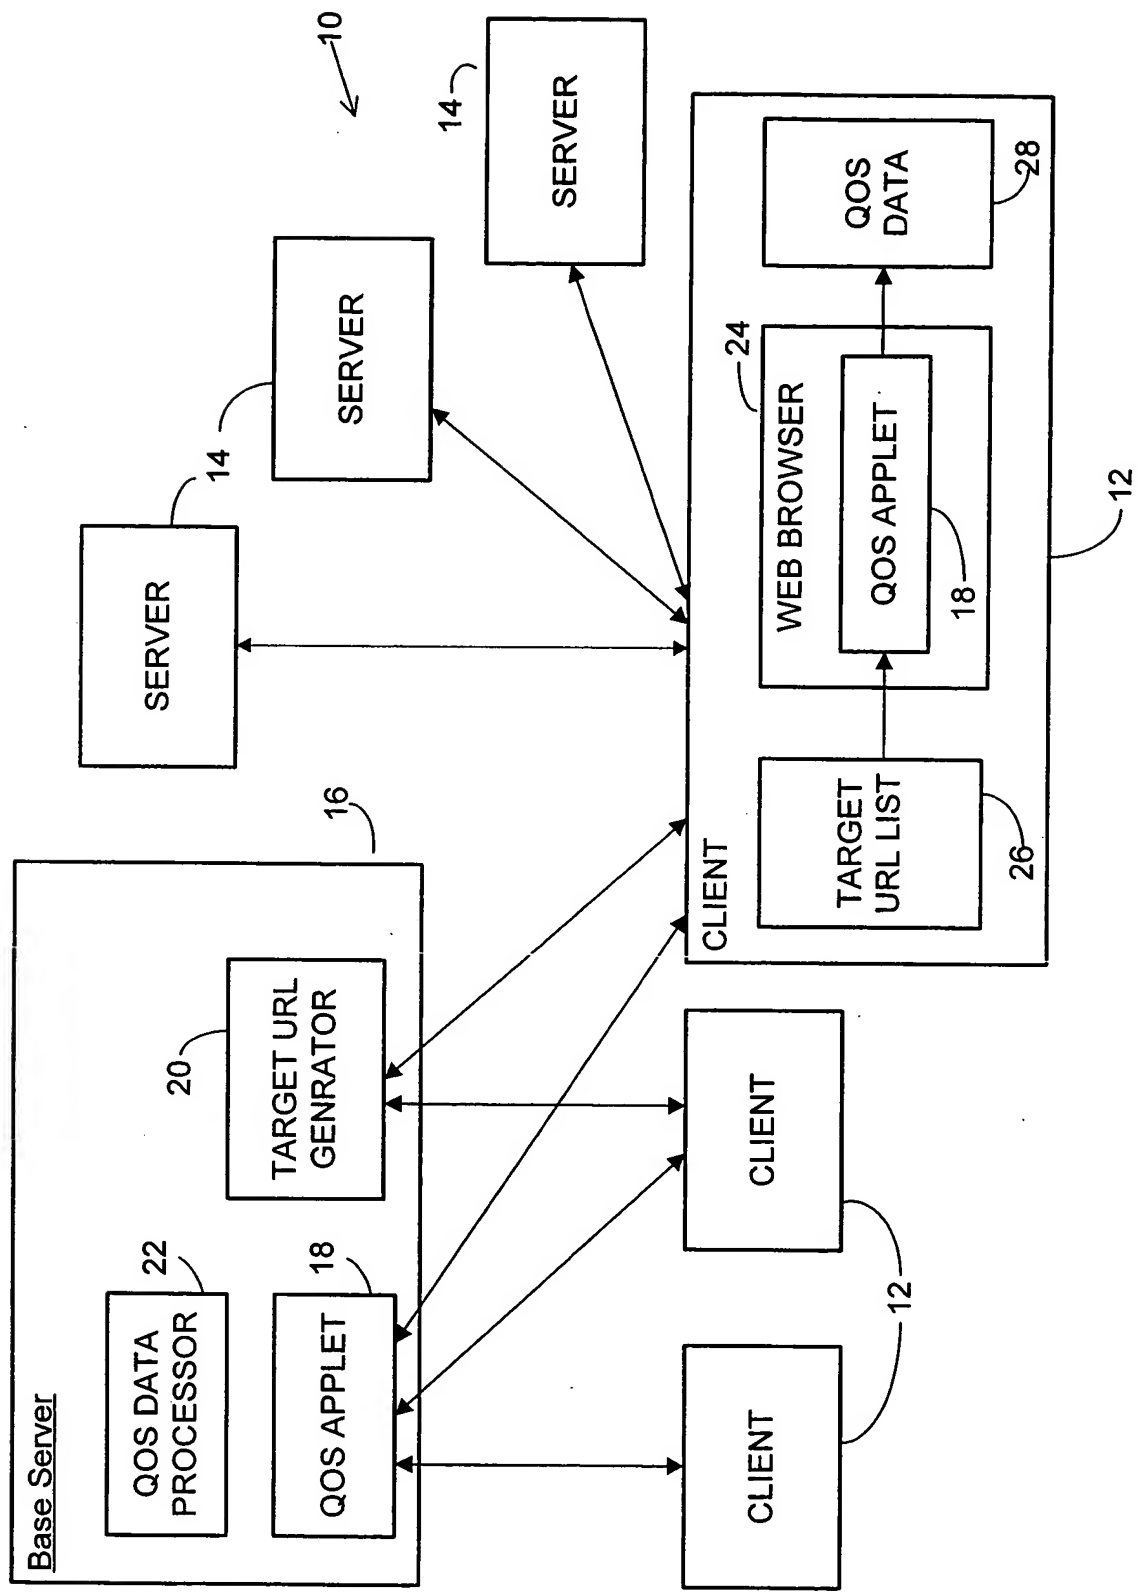 10
Base Server
16
QOS DATA
PROCESSOR
22
QOS APPLET
18
TARGET URL
GENRATOR
20
SERVER
14
SERVER
SERVER
14
CLIENT
CLIENT
12
CLIENT
TARGET
URL LIST
26
WEB BROWSER
24
QOS APPLET
18
QOS
DATA
28
12